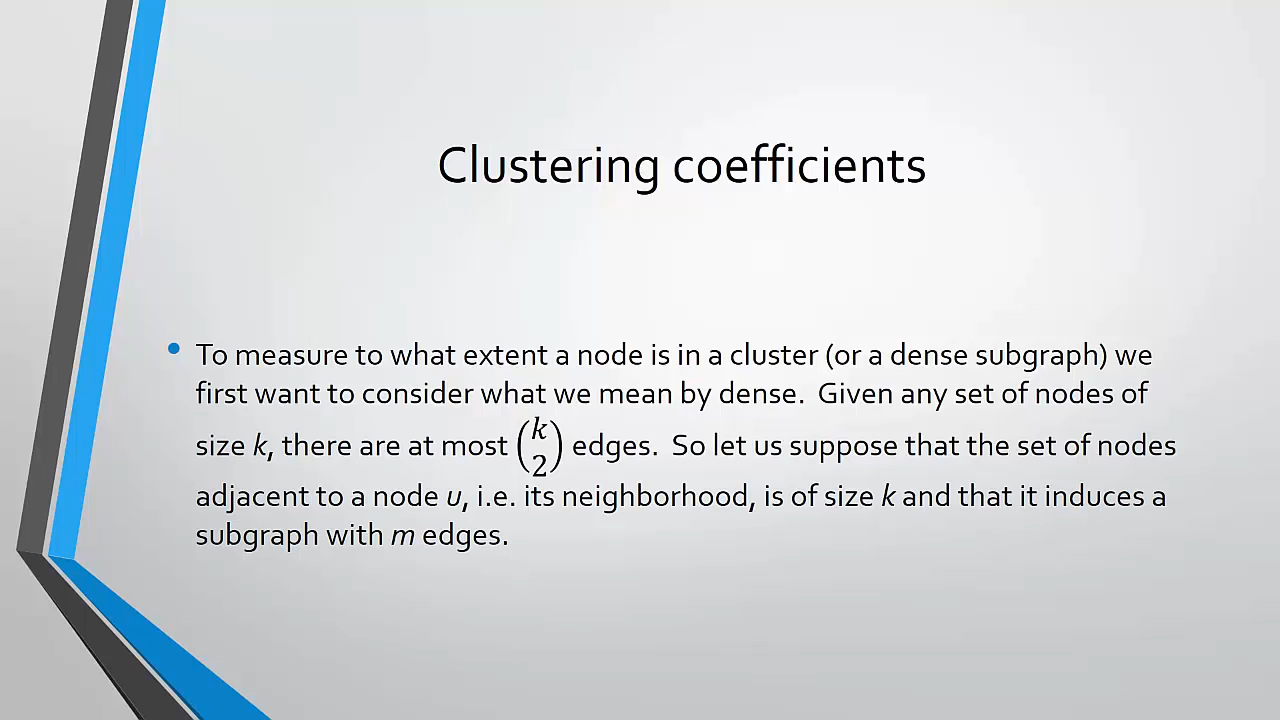 Clustering coefficients
• To measure to what extent a node is in a cluster (or a dense subgraph) we
first want to consider what we mean by dense.  Given any set of nodes of
size k, there are at most (k 2) edges.  So let us suppose that the set of nodes
adjacent to a node u, i.e. its neighborhood, is of size k and that it induces a
subgraph with m edges.